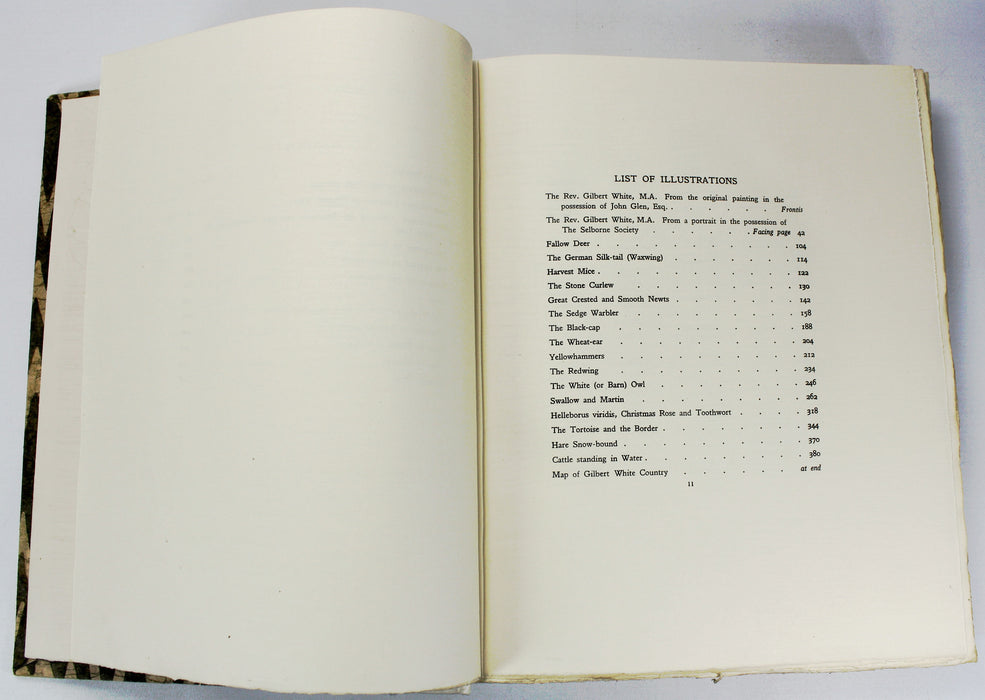 LIST OF ILLUSTRATIONS
The Rev. Gilbert White, M.A. From the original painting in the
possession of John Glen, Esq. . . . . . . Frontis
The Rev. Gilbert White, M.A. From a portrait in the possession of
The Selborne Society . . . . . . Facing page 42
Fallow Deer . . . . . . . . . . . 104
The German Silk-tail (Waxwing) . . . . . . . 114
Harvest Mice . . . . . . . . . . . 122
The Stone Curlew . . . . . . . . . 130
Great Crested and Smooth Newts . . . . . . . 142
The Sedge Warbler . . . . . . . . . 158
The Black-cap . . . . . . . . . . 188
The Wheat-ear . . . . . . . . . . 204
Yellowhammers . . . . . . . . . . 212
The Redwing . . . . . . . . . . 234
The White (or Barn) Owl . . . . . . . . 246
Swallow and Martin . . . . . . . . . 262
Helleborus viridis, Christmas Rose and Toothwort . . . . 318
The Tortoise and the Border . . . . . . . . 344
Hare Snow-bound . . . . . . . . . . 370
Cattle standing in Water . . . . . . . . . 380
Map of Gilbert White Country . . . . . . at end
11